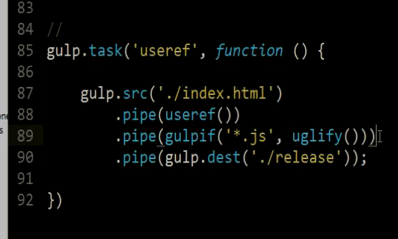 83
84 //
85 gulp.task('useref', function () {
86
87 gulp.src('./index.html')
88 .pipe(useref())
89 .pipe(gulpif('*.js', uglify()))
90 .pipe(gulp.dest('./release'));
91
92 })